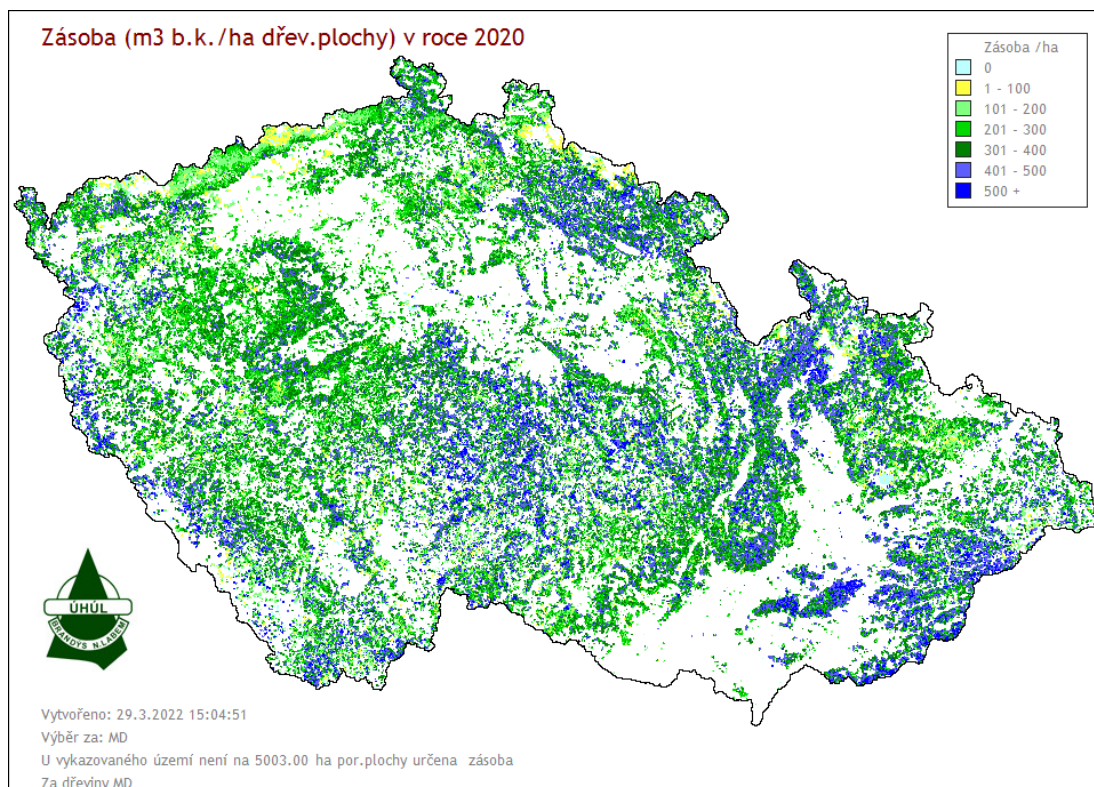 Zásoba (m3 b.k./ha dřev.plochy) v roce 2020
Zásoba /ha
0
1 - 100
101 - 200
201 - 300
301 - 400
401 - 500
500 +
ÚHÚL
BRANDÝS N.LABEM
Vytvořeno: 29.3.2022 15:04:51
Výběr za: MD
U vykazovaného území není na 5003.00 ha por.plochy určena zásoba
Za dřeviny MD